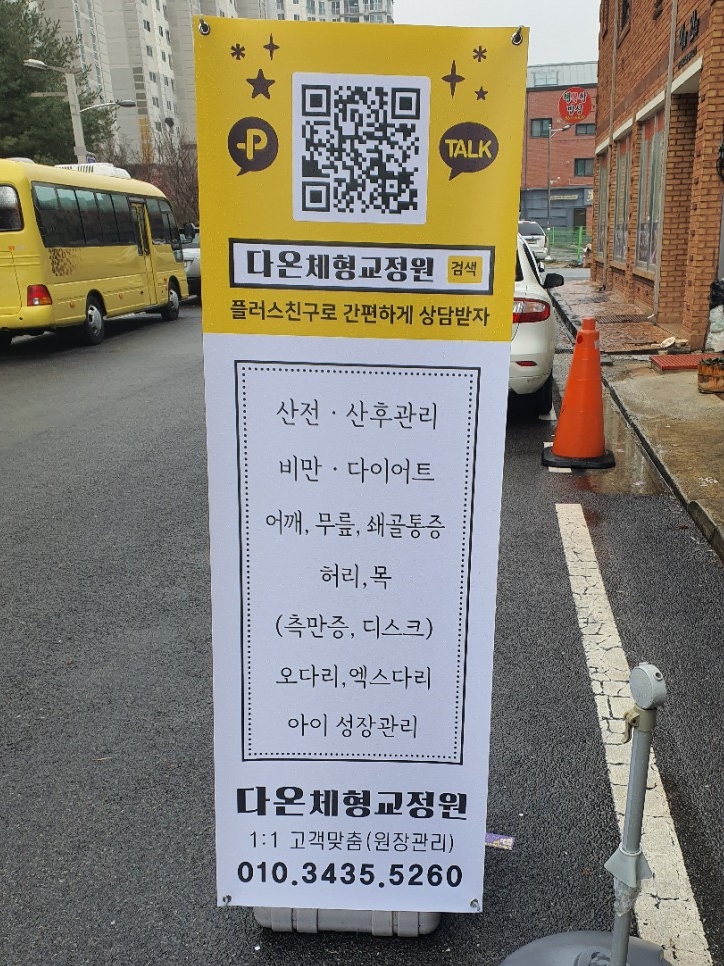 P
TALK
다온체형교정원 검색
플러스친구로 간편하게 상담받자
산전 · 산후관리
비만 · 다이어트
어깨, 무릎, 쇄골통증
허리,목
(측만증, 디스크)
오다리,엑스다리
아이 성장관리
다온체형교정원
1:1 고객맞춤(원장관리)
010.3435.5260